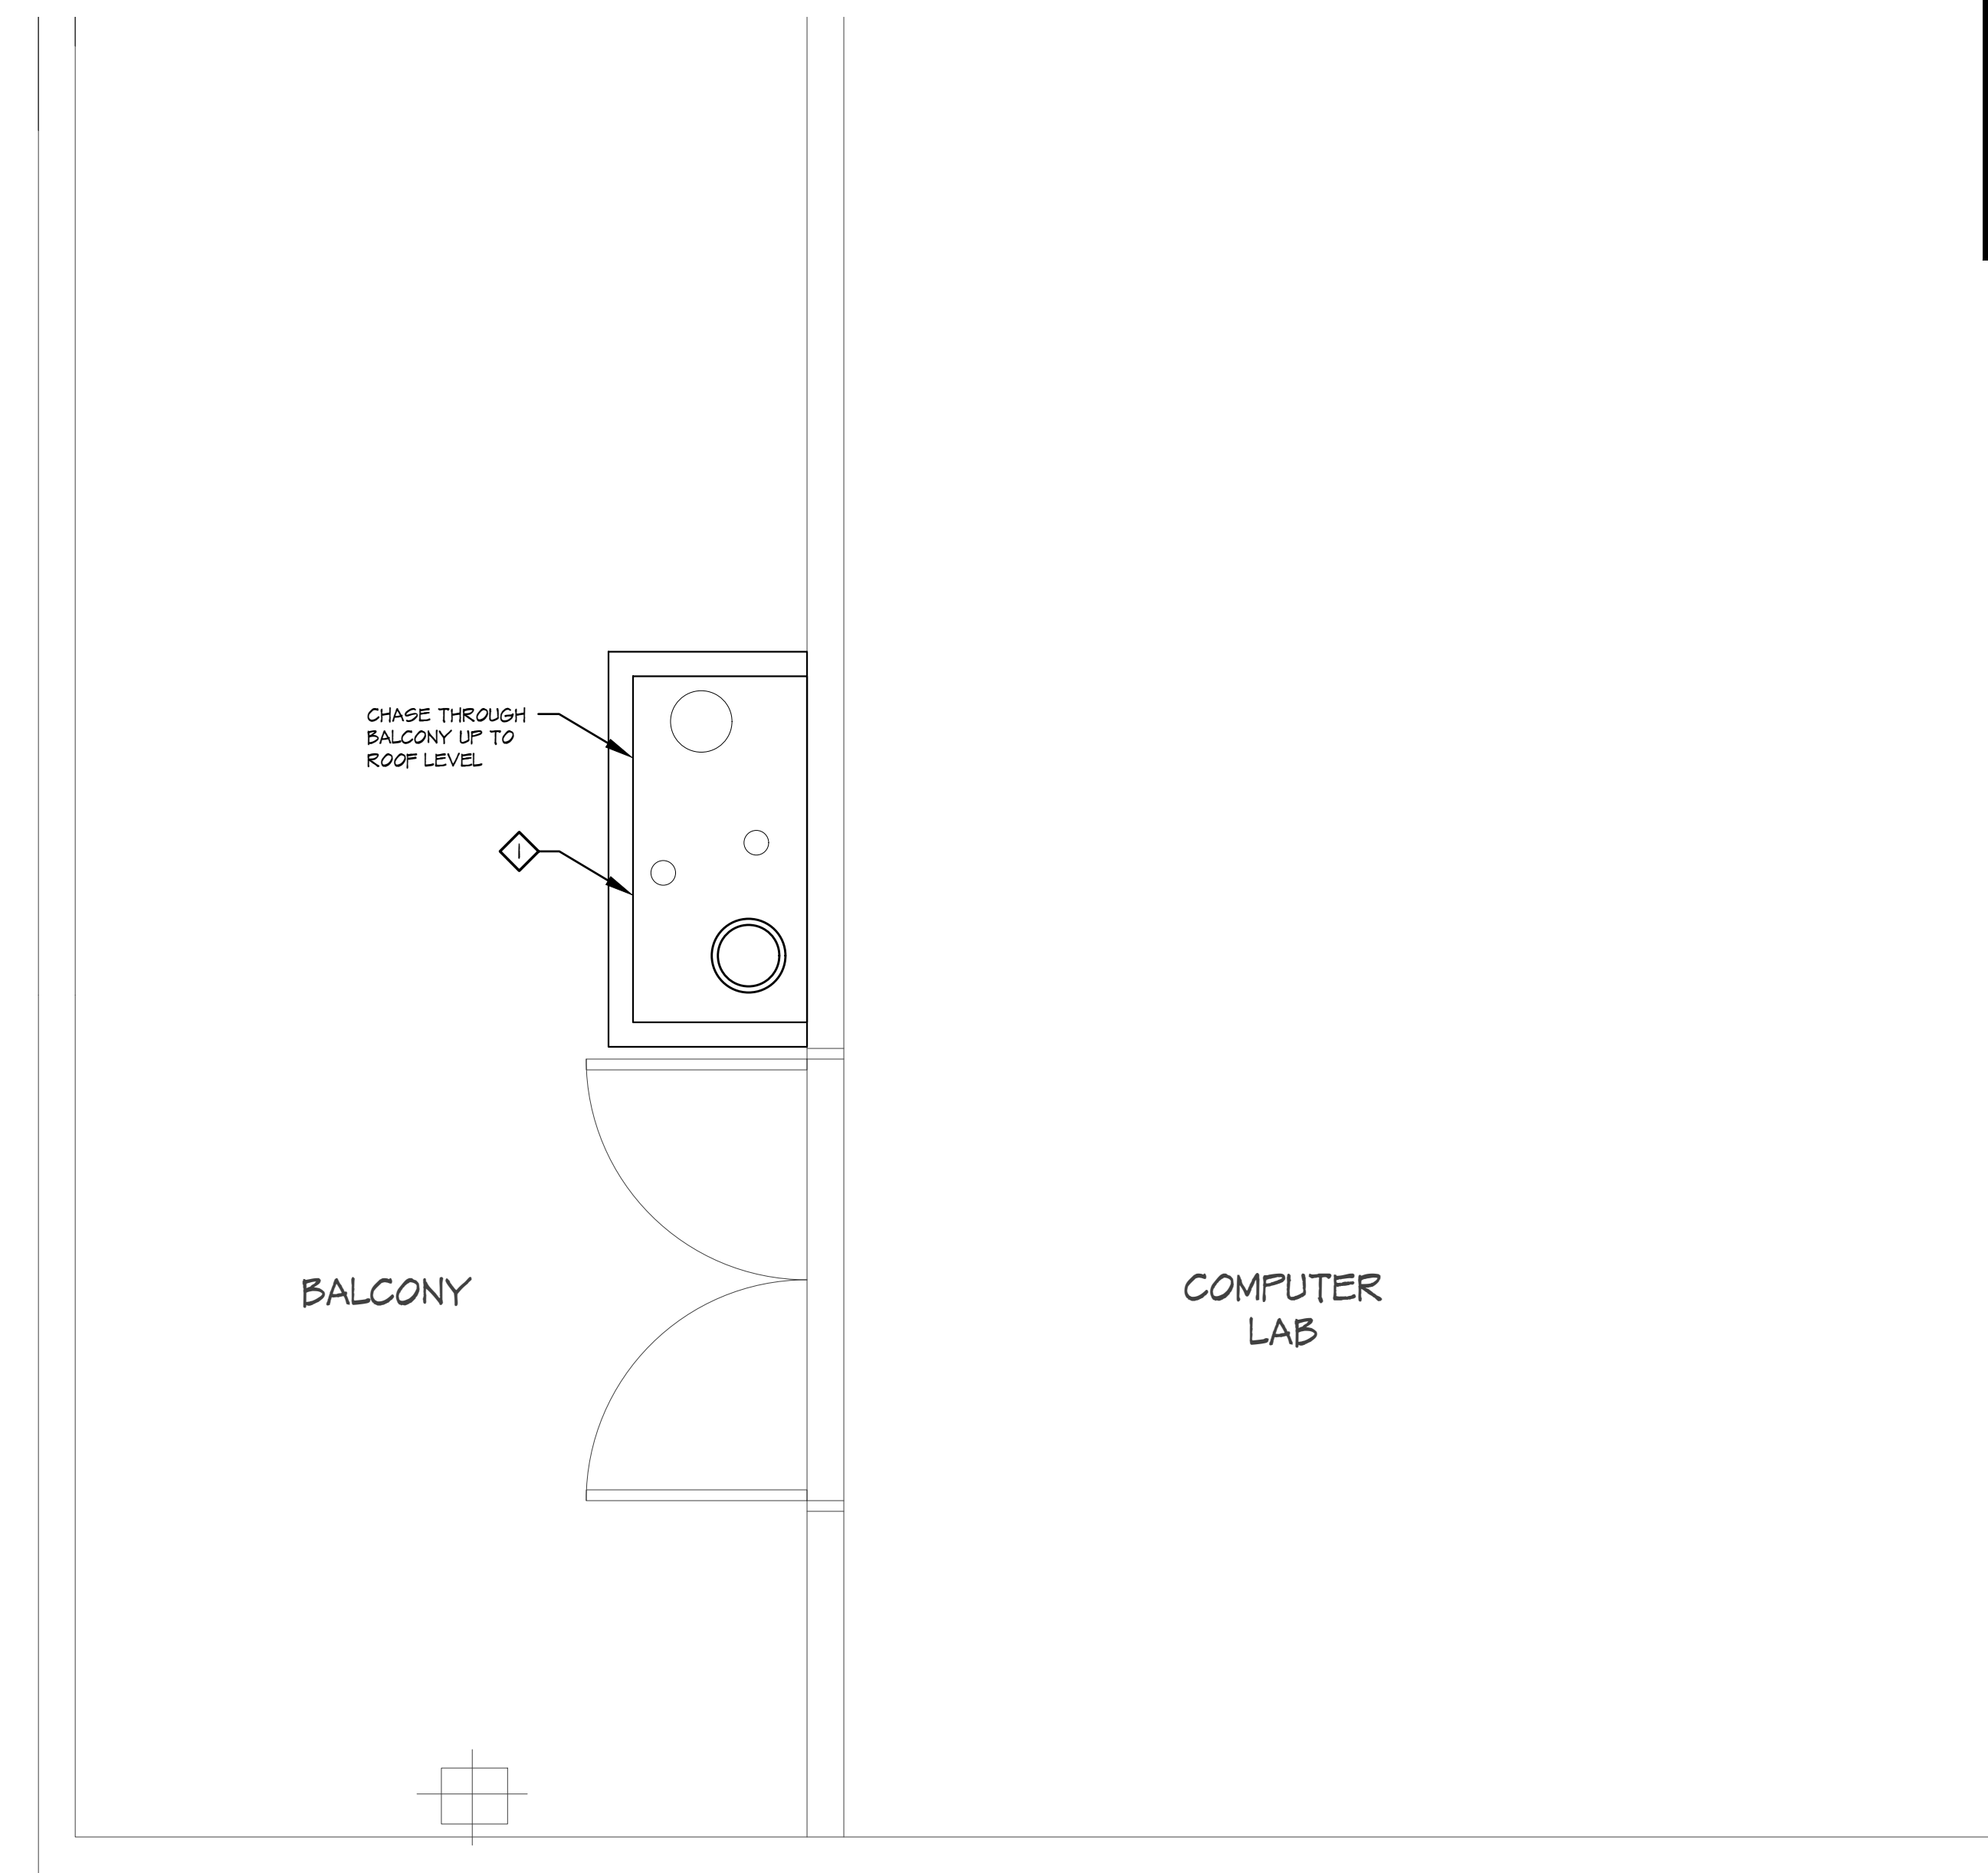 CHASE THROUGH
BALCONY UP TO
ROOF LEVEL
1
BALCONY
COMPUTER
LAB